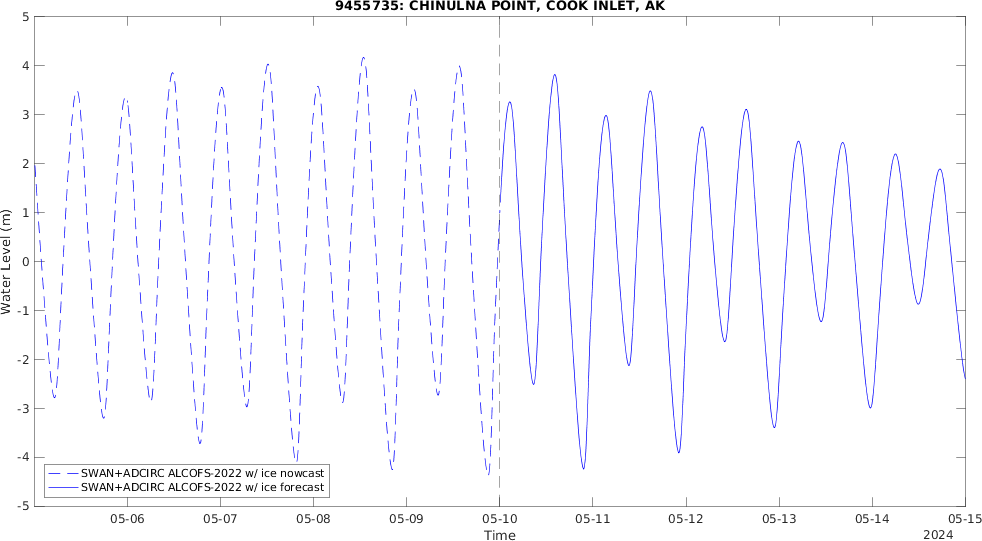 9455735: CHINULNA POINT, COOK INLET, AK
5
4
3
2
1
0
-1
-2
-3
-4
-5
Water Level (m)
SWAN+ADCIRC ALCOFS-2022 w/ ice nowcast
SWAN+ADCIRC ALCOFS-2022 w/ ice forecast
05-06 05-07 05-08 05-09 05-10 05-11 05-12 05-13 05-14 05-15
Time
2024